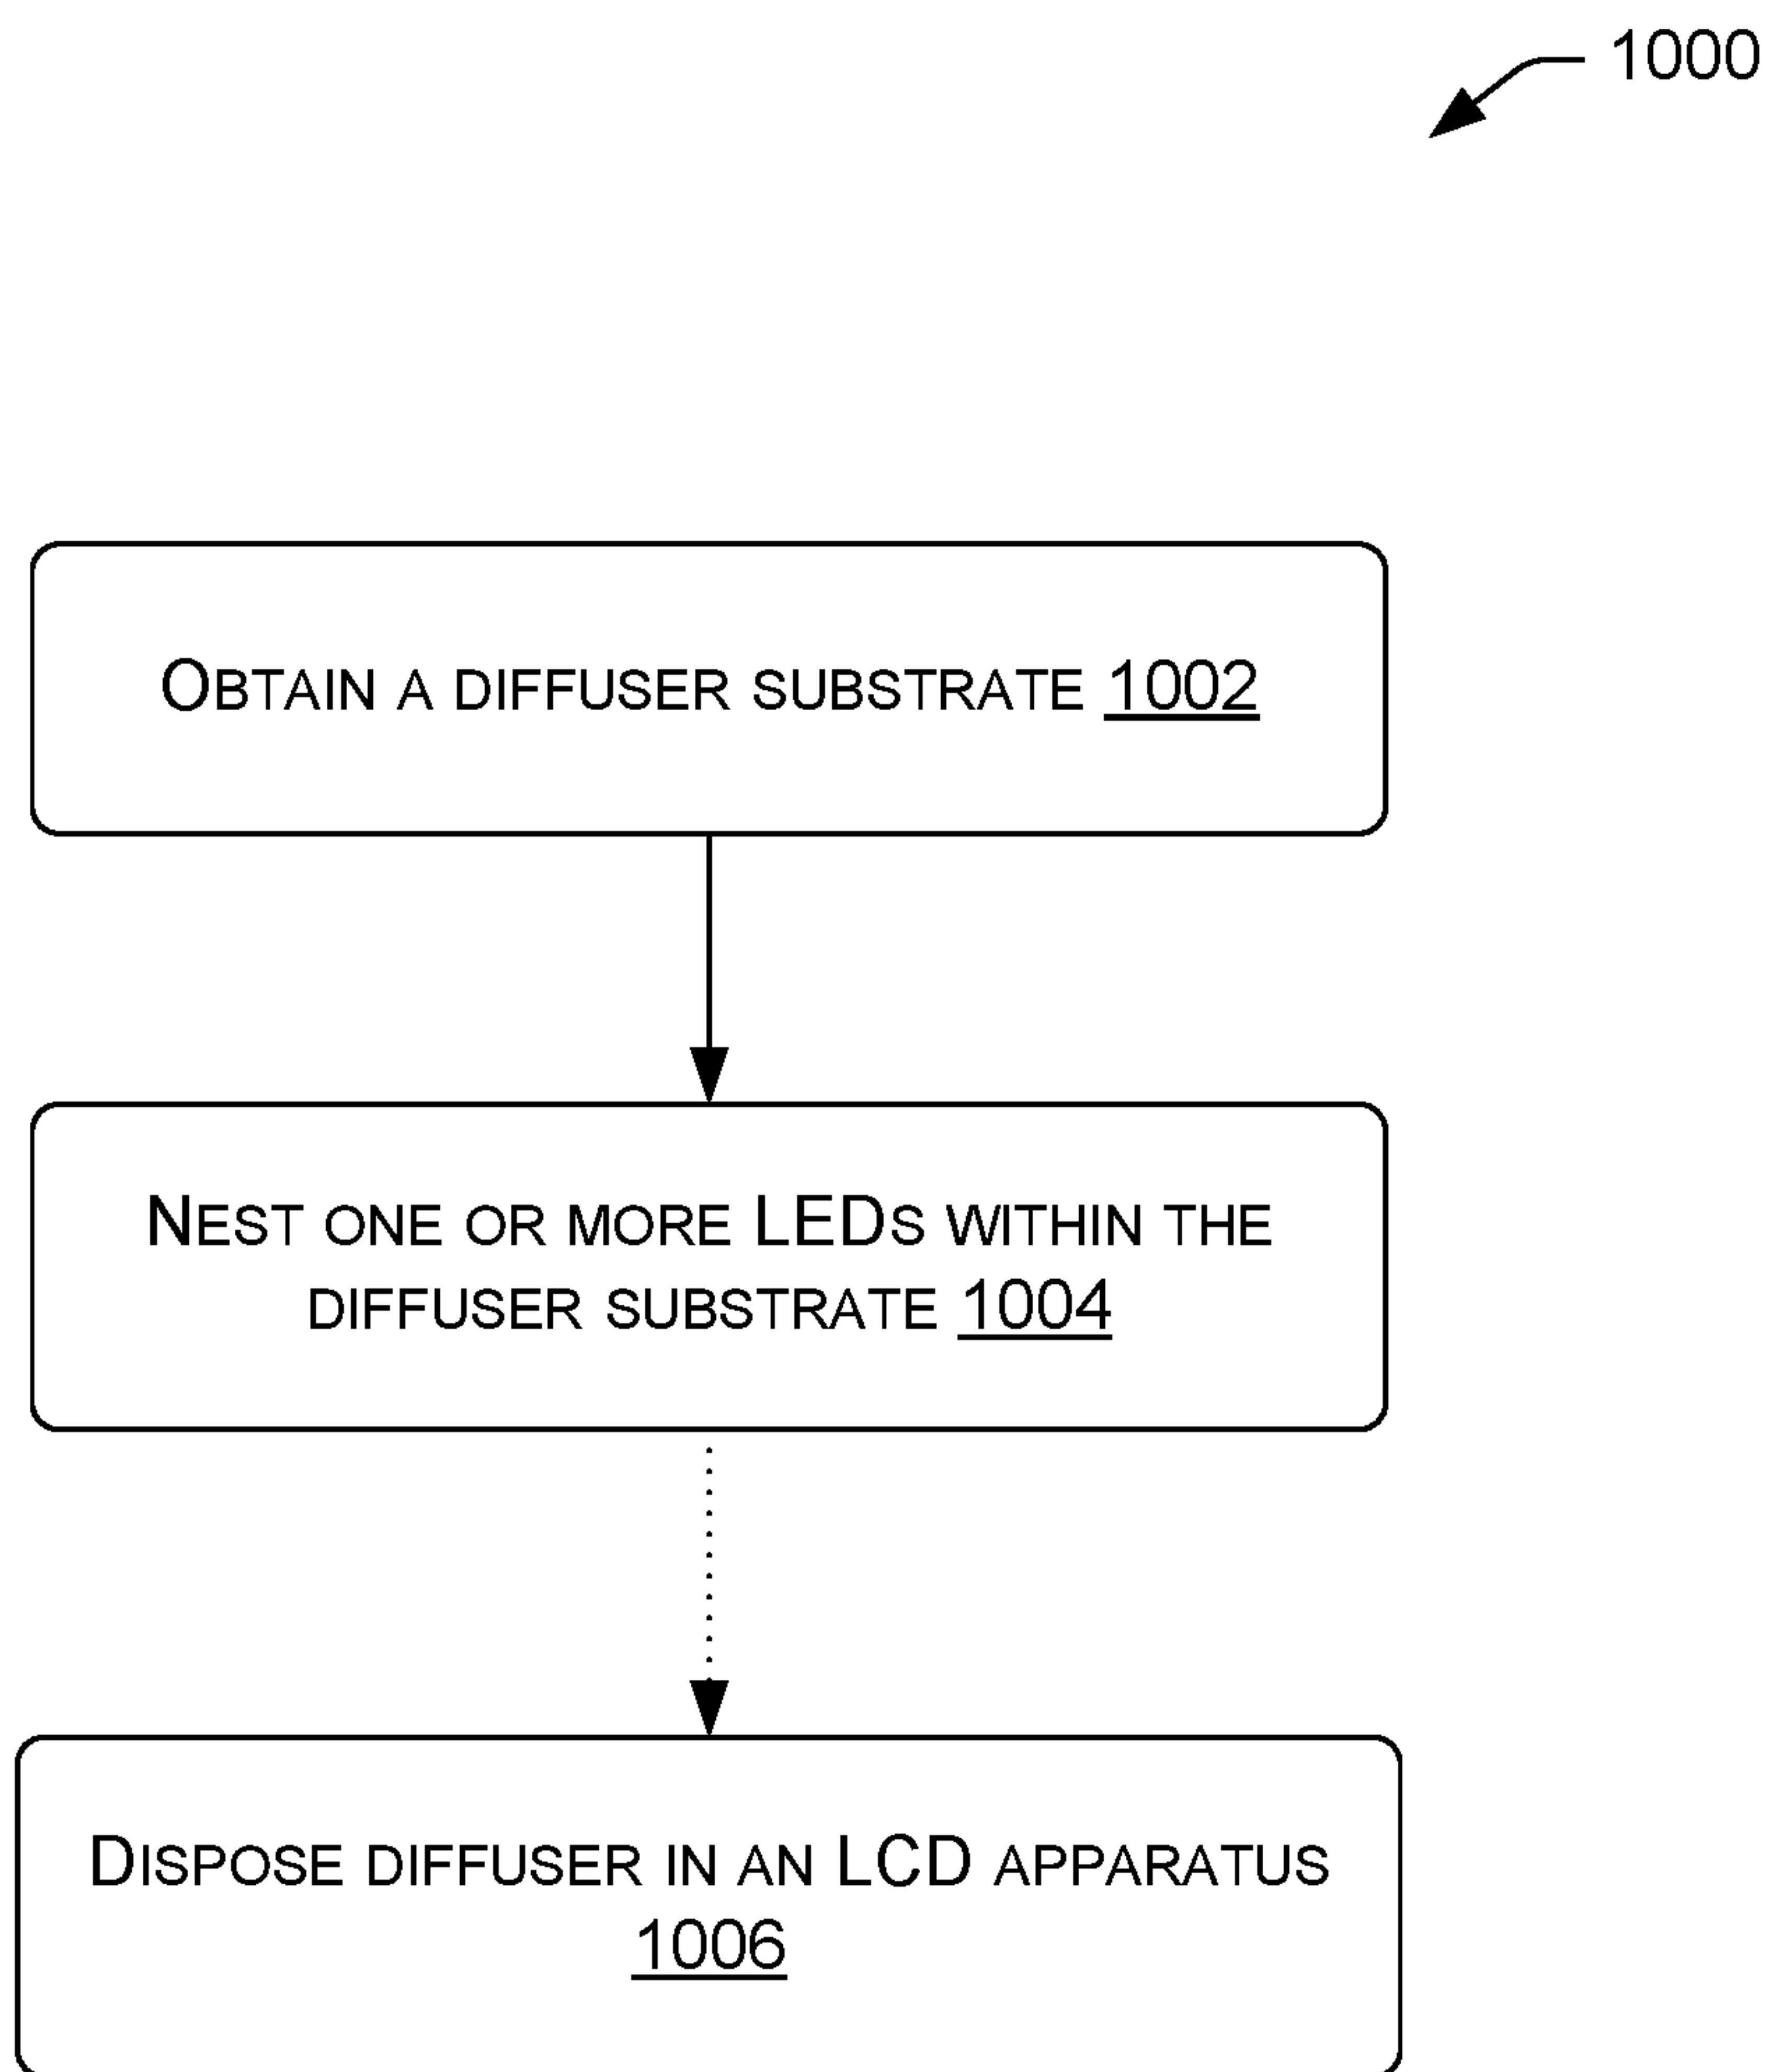 1000
OBTAIN A DIFFUSER SUBSTRATE 1002
NEST ONE OR MORE LEDS WITHIN THE
DIFFUSER SUBSTRATE 1004
DISPOSE DIFFUSER IN AN LCD APPARATUS
1006